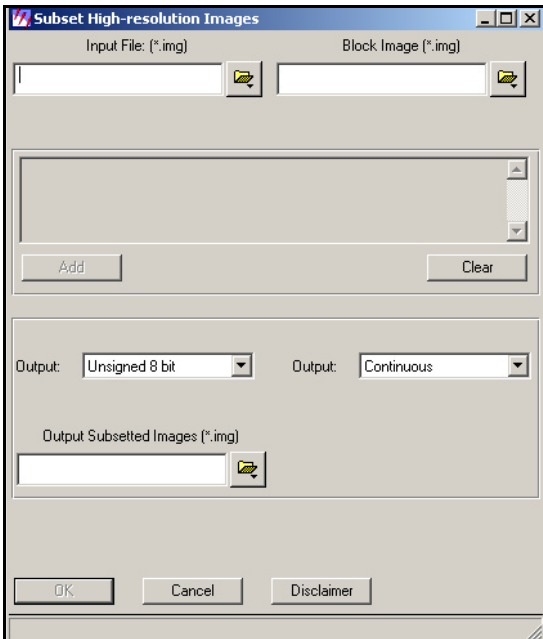 Subset High-resolution Images
Input File: (*.img) Block Image (*.img)
Add Clear
Output: Unsigned 8 bit Output: Continuous
Output Subsetted Images (*.img)
OK Cancel Disclaimer